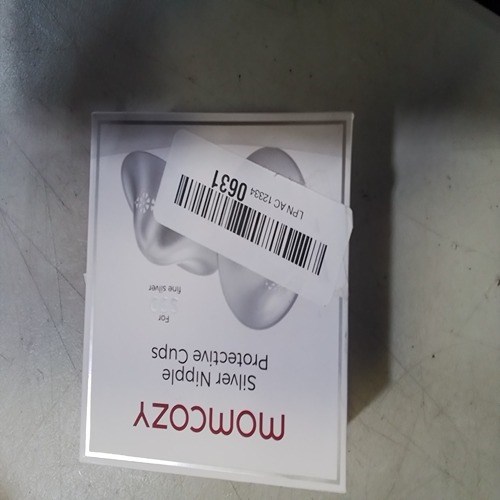 momcozy
Silver Nipple
Protective Cups
For
fine silver
LPN AC 12334 0631